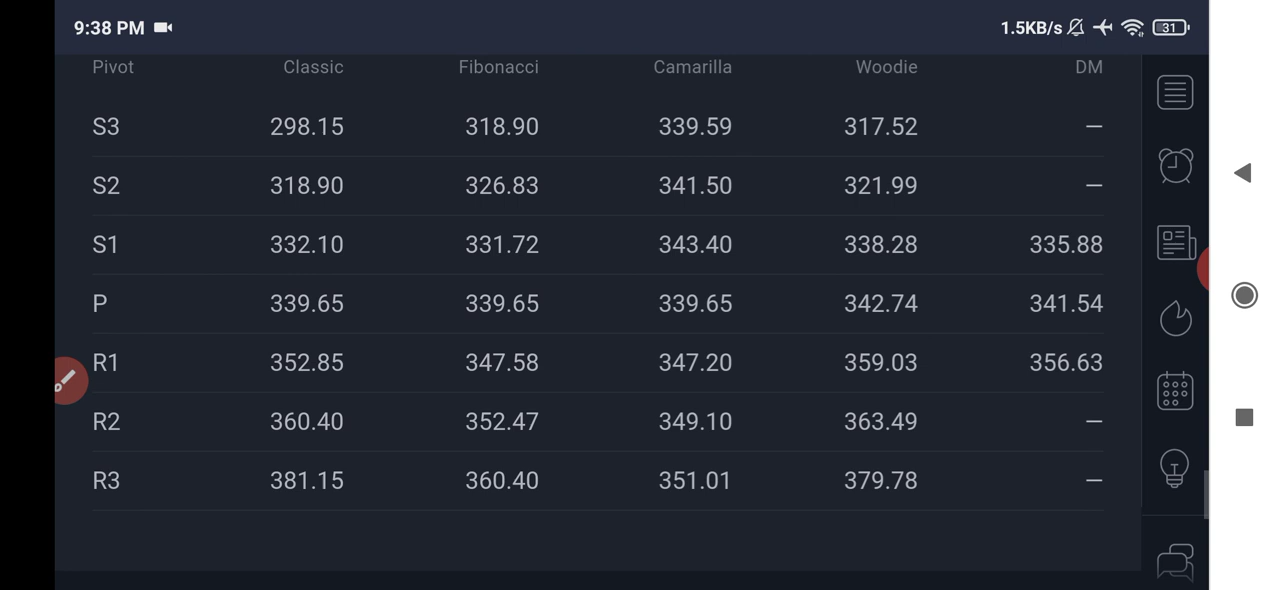 9:38 PM 1.5KB/s 31
Pivot Classic Fibonacci Camarilla Woodie DM
S3 298.15 318.90 339.59 317.52 —
S2 318.90 326.83 341.50 321.99 —
S1 332.10 331.72 343.40 338.28 335.88
P 339.65 339.65 339.65 342.74 341.54
R1 352.85 347.58 347.20 359.03 356.63
R2 360.40 352.47 349.10 363.49 —
R3 381.15 360.40 351.01 379.78 —